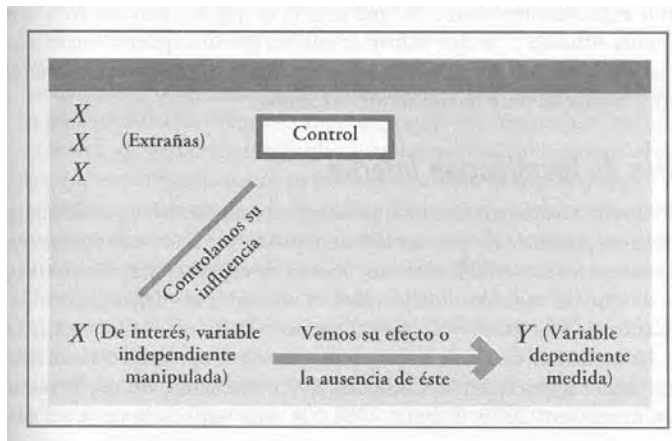 X
X (Extrañas)
X
Control
Controlamos su
influencia
X (De interés, variable
independiente
manipulada)
Vemos su efecto o
la ausencia de éste
Y (Variable
dependiente
medida)